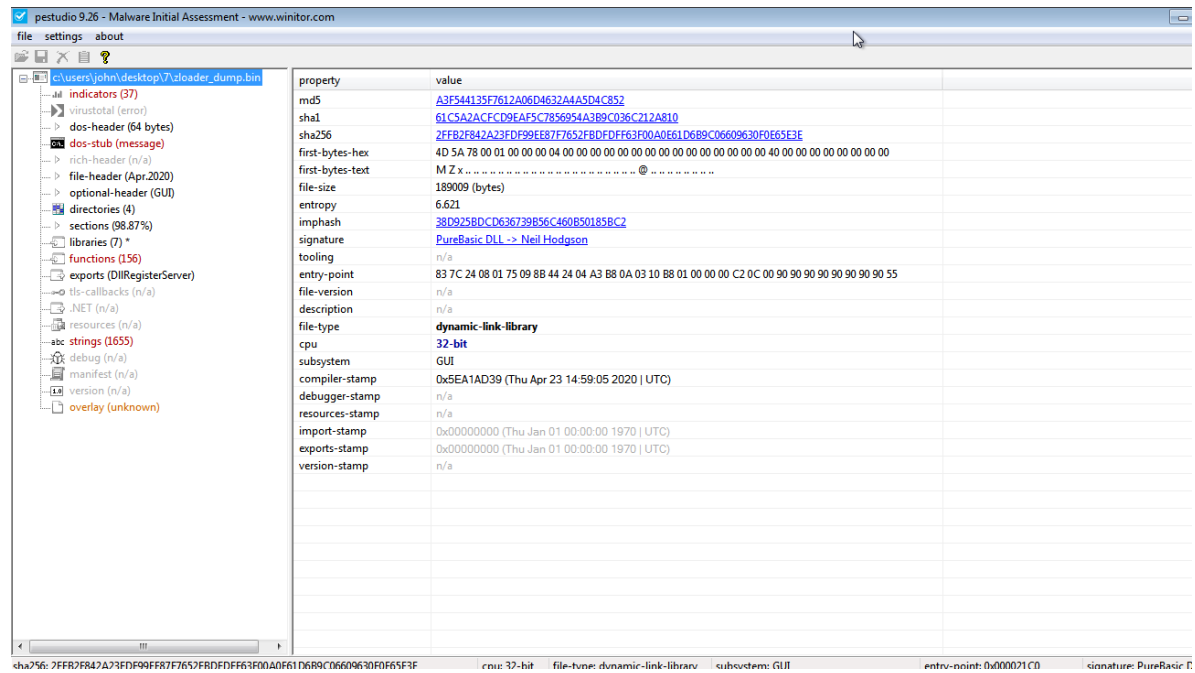 pestudio 9.26 - Malware Initial Assessment - www.winitor.com
file settings about
c:\users\john\desktop\7\zloader_dump.bin
indicators (37)
virustotal (error)
dos-header (64 bytes)
dos-stub (message)
rich-header (n/a)
file-header (Apr.2020)
optional-header (GUI)
directories (4)
sections (98.87%)
libraries (7) *
functions (156)
exports (DllRegisterServer)
tls-callbacks (n/a)
.NET (n/a)
resources (n/a)
abc strings (1655)
debug (n/a)
manifest (n/a)
1.0 version (n/a)
overlay (unknown)
property value
md5 A3F544135F7612A06D4632A4A5D4C852
sha1 61C5A2ACFCD9EAF5C7856954A3B9C036C212A810
sha256 2FFB2F842A23FDF99EE87F7652FBDFDFF63F00A0E61D6B9C06609630F0E65E3E
first-bytes-hex 4D 5A 78 00 01 00 00 00 04 00 00 00 00 00 00 00 00 00 00 00 00 00 00 00 40 00 00 00 00 00 00 00
first-bytes-text M Z x .. .. .. .. .. .. .. .. .. .. .. .. .. .. .. .. .. .. .. .. .. @ .. .. .. .. .. .. ..
file-size 189009 (bytes)
entropy 6.621
imphash 38D925BDCD636739B56C460B50185BC2
signature PureBasic DLL -> Neil Hodgson
tooling n/a
entry-point 83 7C 24 08 01 75 09 8B 44 24 04 A3 B8 0A 03 10 B8 01 00 00 00 C2 0C 00 90 90 90 90 90 90 90 90 55
file-version n/a
description n/a
file-type dynamic-link-library
cpu 32-bit
subsystem GUI
compiler-stamp 0x5EA1AD39 (Thu Apr 23 14:59:05 2020 | UTC)
debugger-stamp n/a
resources-stamp n/a
import-stamp 0x00000000 (Thu Jan 01 00:00:00 1970 | UTC)
exports-stamp 0x00000000 (Thu Jan 01 00:00:00 1970 | UTC)
version-stamp n/a
sha256: 2FFB2F842A23FDF99EE87F7652FBDFDFF63F00A0E61D6B9C06609630F0E65E3E cpu: 32-bit file-type: dynamic-link-library subsystem: GUI entry-point: 0x000021C0 signature: PureBasic D